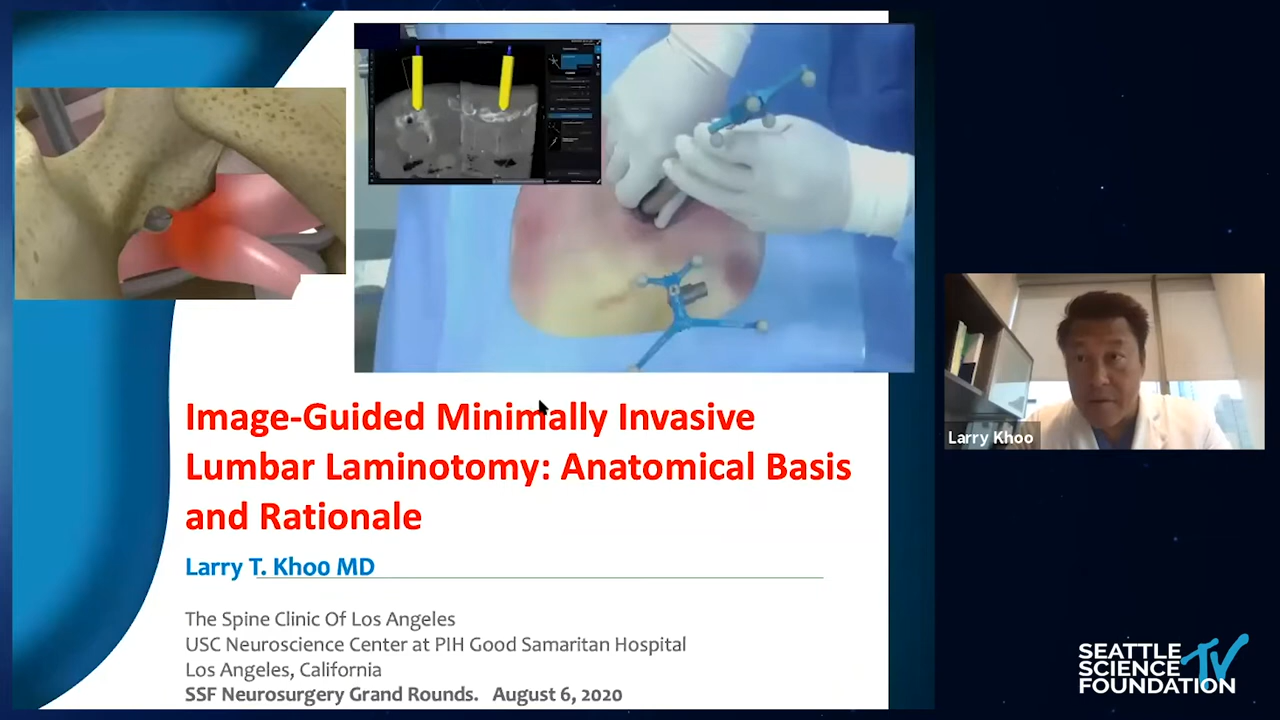 Image-Guided Minimally Invasive
Lumbar Laminotomy: Anatomical Basis
and Rationale
Larry T. Khoo MD
The Spine Clinic Of Los Angeles
USC Neuroscience Center at PIH Good Samaritan Hospital
Los Angeles, California
SSF Neurosurgery Grand Rounds. August 6, 2020
Larry Khoo
SEATTLE
SCIENCE
FOUNDATION
TV